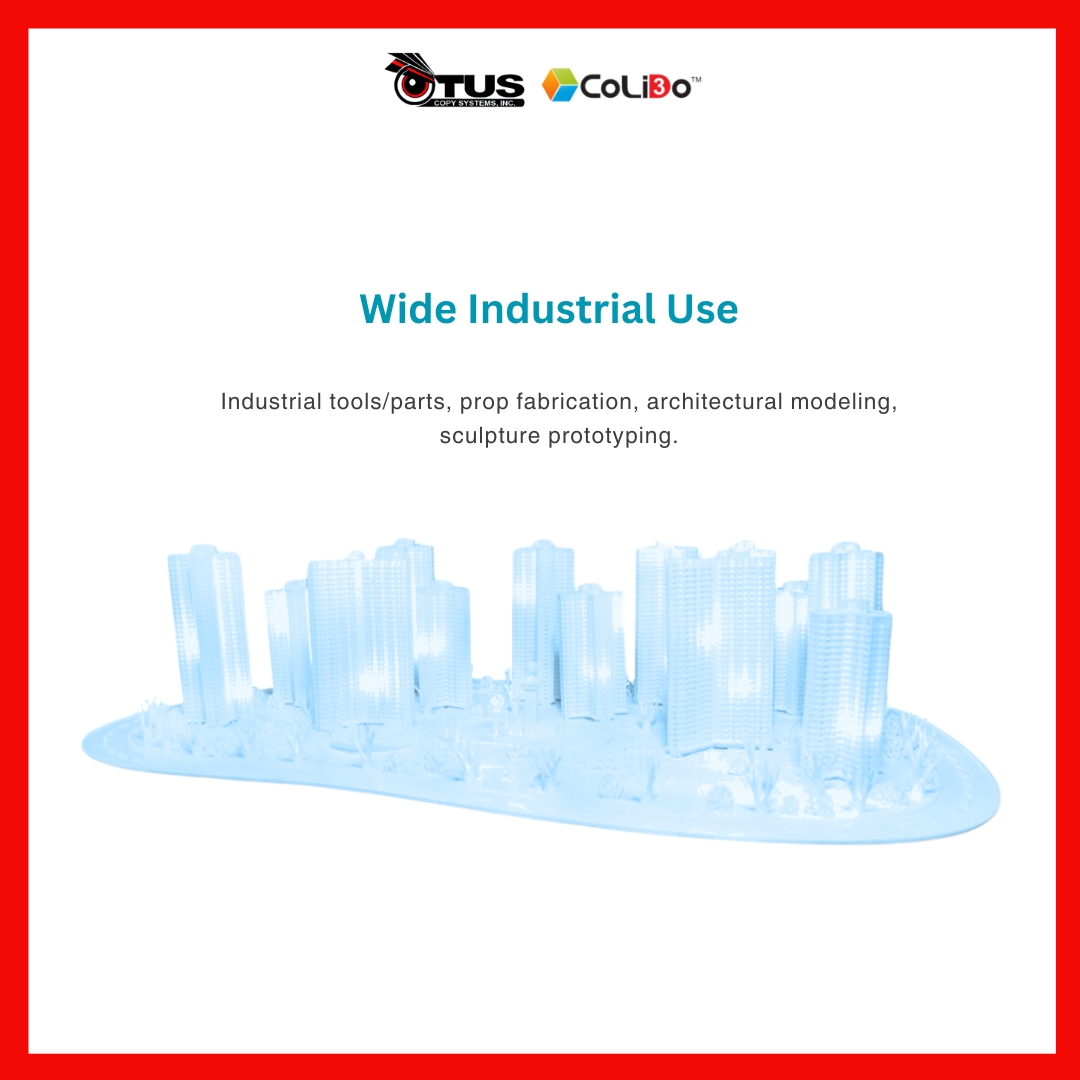 OTUS
COPY SYSTEMS, INC.
CoLiDo™
Wide Industrial Use
Industrial tools/parts, prop fabrication, architectural modeling,
sculpture prototyping.